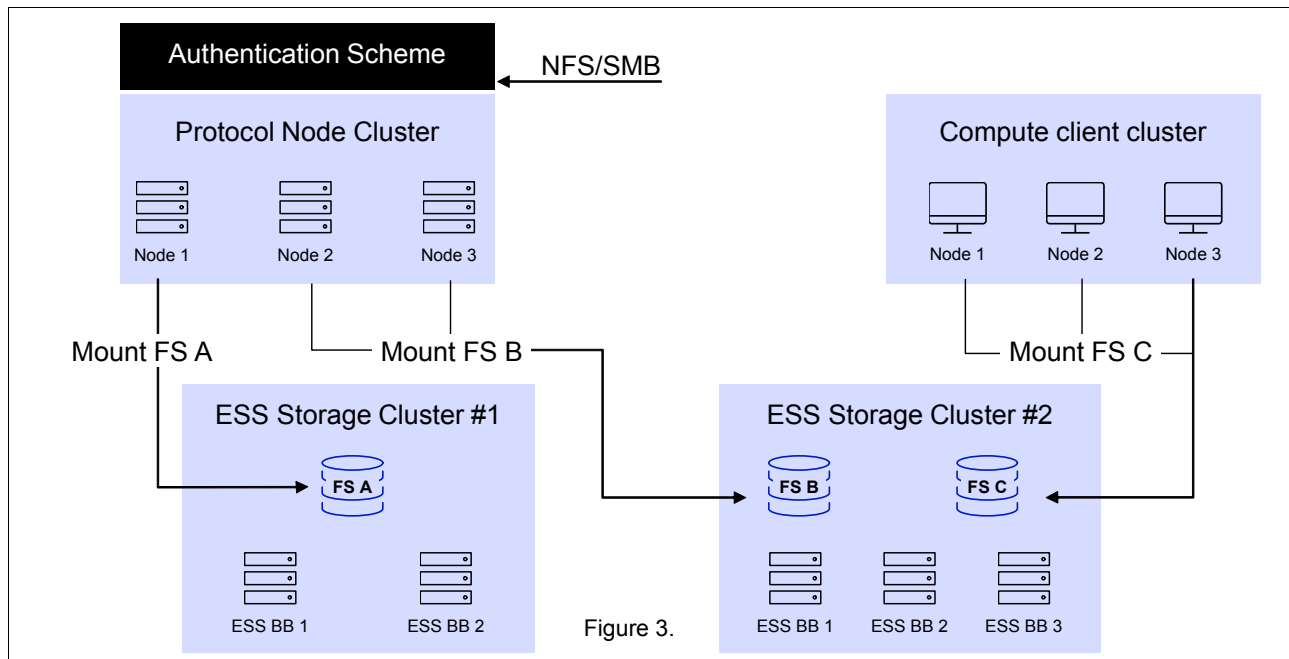 Authentication Scheme
NFS/SMB
Protocol Node Cluster
Compute client cluster
Node 1
Node 2
Node 3
Node 1
Node 2
Node 3
Mount FS A
Mount FS B
Mount FS C
ESS Storage Cluster #1
ESS Storage Cluster #2
FS A
FS B
FS C
ESS BB 1
ESS BB 2
ESS BB 1
ESS BB 2
ESS BB 3
Figure 3.